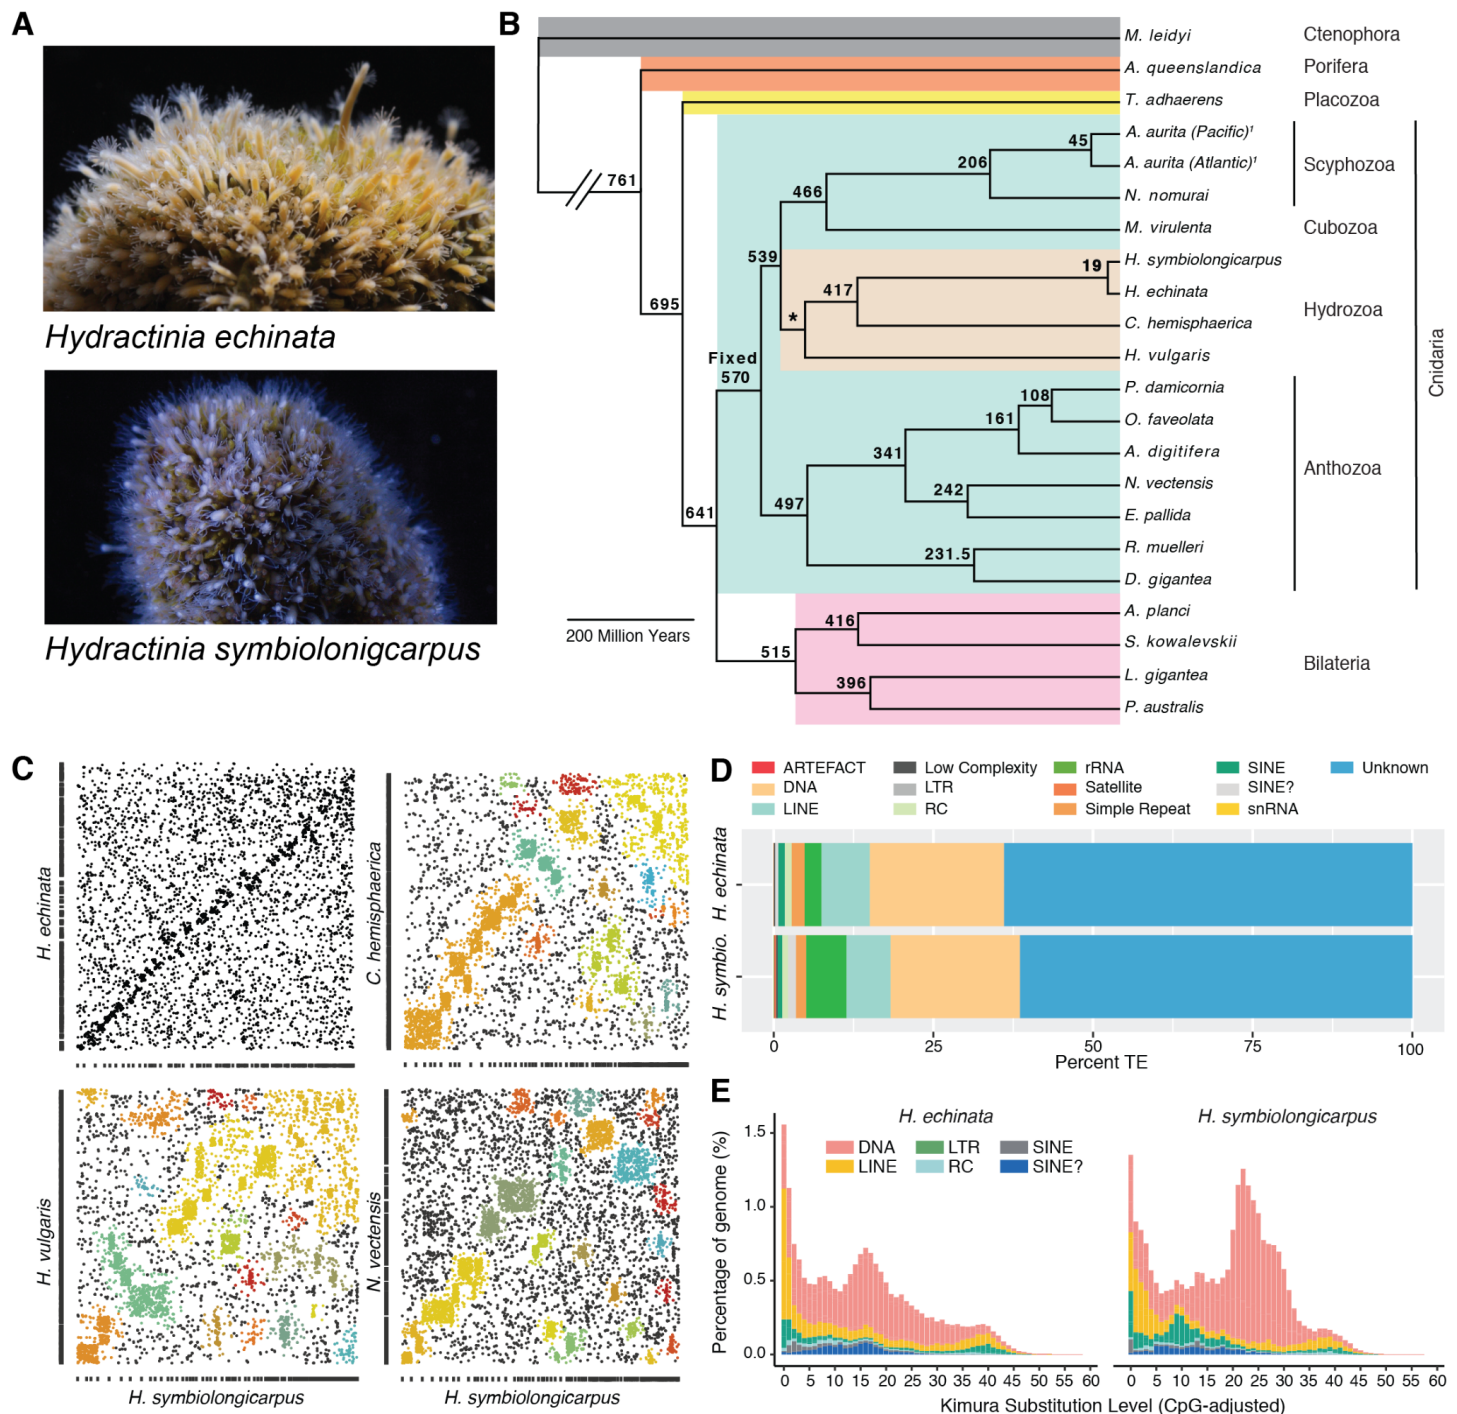 A
Hydractinia echinata
Hydractinia symbiolonigcarpus
B
M. leidyi Ctenophora
A. queenslandica Porifera
T. adhaerens Placozoa
A. aurita (Pacific)¹
A. aurita (Atlantic)¹
N. nomurai
Scyphozoa
M. virulenta Cubozoa
H. symbiolongicarpus
H. echinata
C. hemisphaerica
H. vulgaris
Hydrozoa
P. damicornia
O. faveolata
A. digitifera
N. vectensis
E. pallida
R. muelleri
D. gigantea
Anthozoa
Cnidaria
A. planci
S. kowalevskii
L. gigantea
P. australis
Bilateria
761
695
641
Fixed
570
539
466
206
45
*
417
19
497
341
161
108
242
231.5
515
416
396
200 Million Years
C
H. echinata
C. hemisphaerica
H. vulgaris
N. vectensis
H. symbiolongicarpus
H. symbiolongicarpus
D
ARTEFACT Low Complexity rRNA SINE Unknown
DNA LTR Satellite SINE?
LINE RC Simple Repeat snRNA
H. echinata
H. symbio.
0 25 50 75 100
Percent TE
E
H. echinata H. symbiolongicarpus
DNA LTR SINE
LINE RC SINE?
Percentage of genome (%)
1.5
1.0
0.5
0.0
0 5 10 15 20 25 30 35 40 45 50 55 60
0 5 10 15 20 25 30 35 40 45 50 55 60
Kimura Substitution Level (CpG-adjusted)